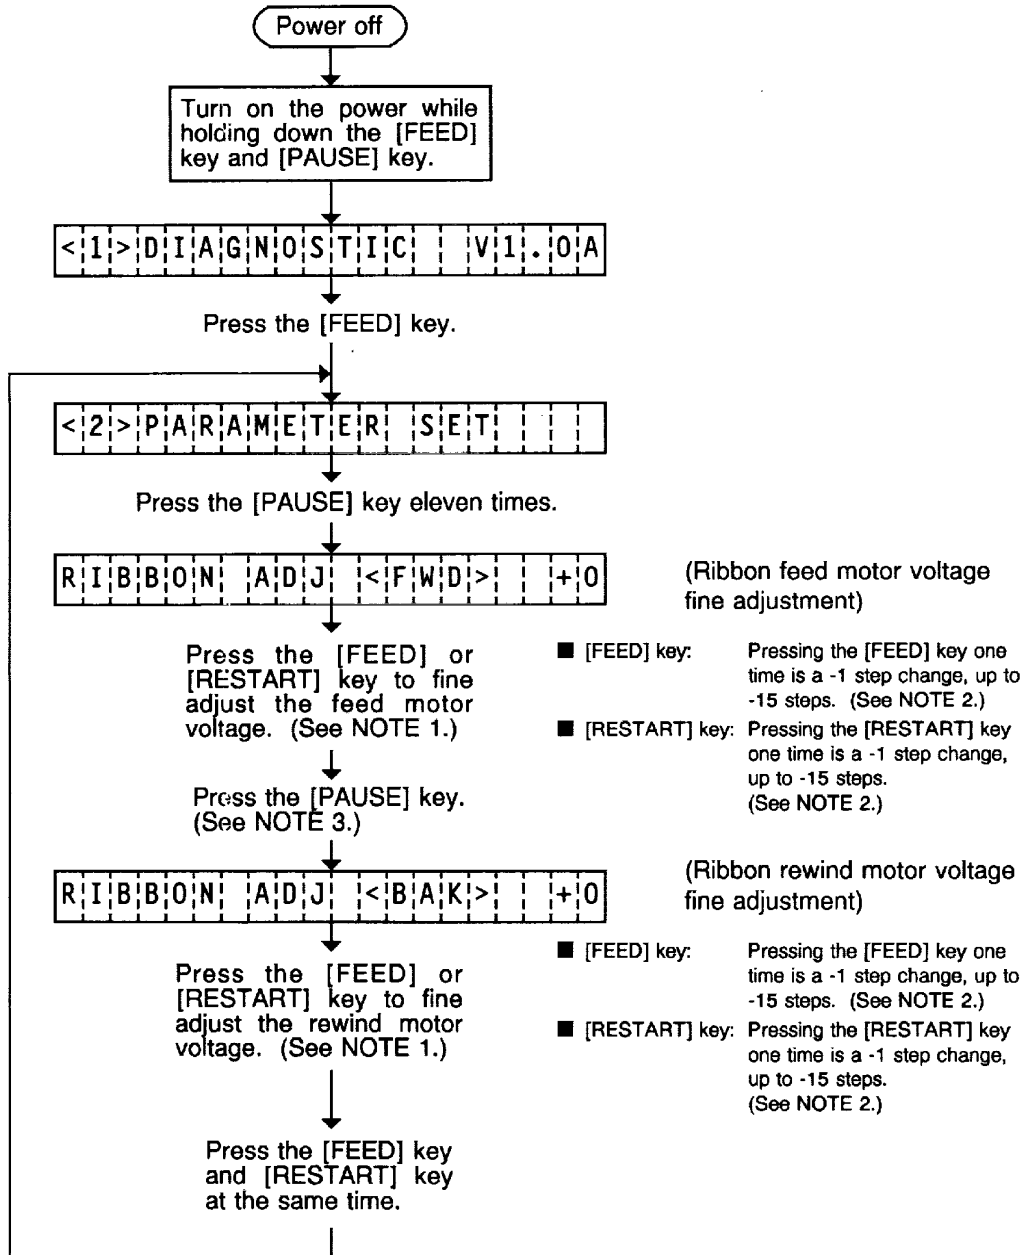 Power off
Turn on the power while
holding down the [FEED]
key and [PAUSE] key.
<1>DIAGNOSTIC  V1.0A
Press the [FEED] key.
<2>PARAMETER SET
Press the [PAUSE] key eleven times.
RIBBON ADJ <FWD>  +0
(Ribbon feed motor voltage
fine adjustment)
Press the [FEED] or
[RESTART] key to fine
adjust the feed motor
voltage. (See NOTE 1.)
■ [FEED] key: Pressing the [FEED] key one
time is a -1 step change, up to
-15 steps. (See NOTE 2.)
■ [RESTART] key: Pressing the [RESTART] key
one time is a -1 step change,
up to -15 steps.
(See NOTE 2.)
Press the [PAUSE] key.
(See NOTE 3.)
RIBBON ADJ <BAK>  +0
(Ribbon rewind motor voltage
fine adjustment)
Press the [FEED] or
[RESTART] key to fine
adjust the rewind motor
voltage. (See NOTE 1.)
■ [FEED] key: Pressing the [FEED] key one
time is a -1 step change, up to
-15 steps. (See NOTE 2.)
■ [RESTART] key: Pressing the [RESTART] key
one time is a -1 step change,
up to -15 steps.
(See NOTE 2.)
Press the [FEED] key
and [RESTART] key
at the same time.